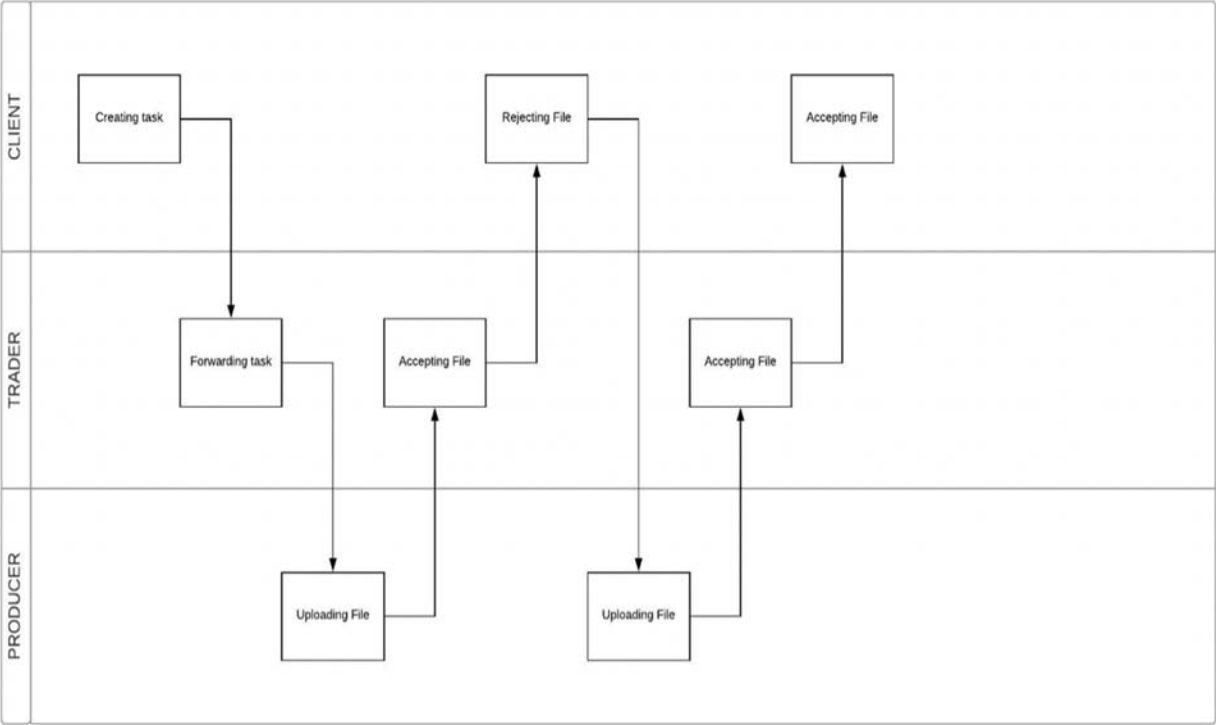 CLIENT
Creating task
Rejecting File
Accepting File
TRADER
Forwarding task
Accepting File
Accepting File
PRODUCER
Uploading File
Uploading File